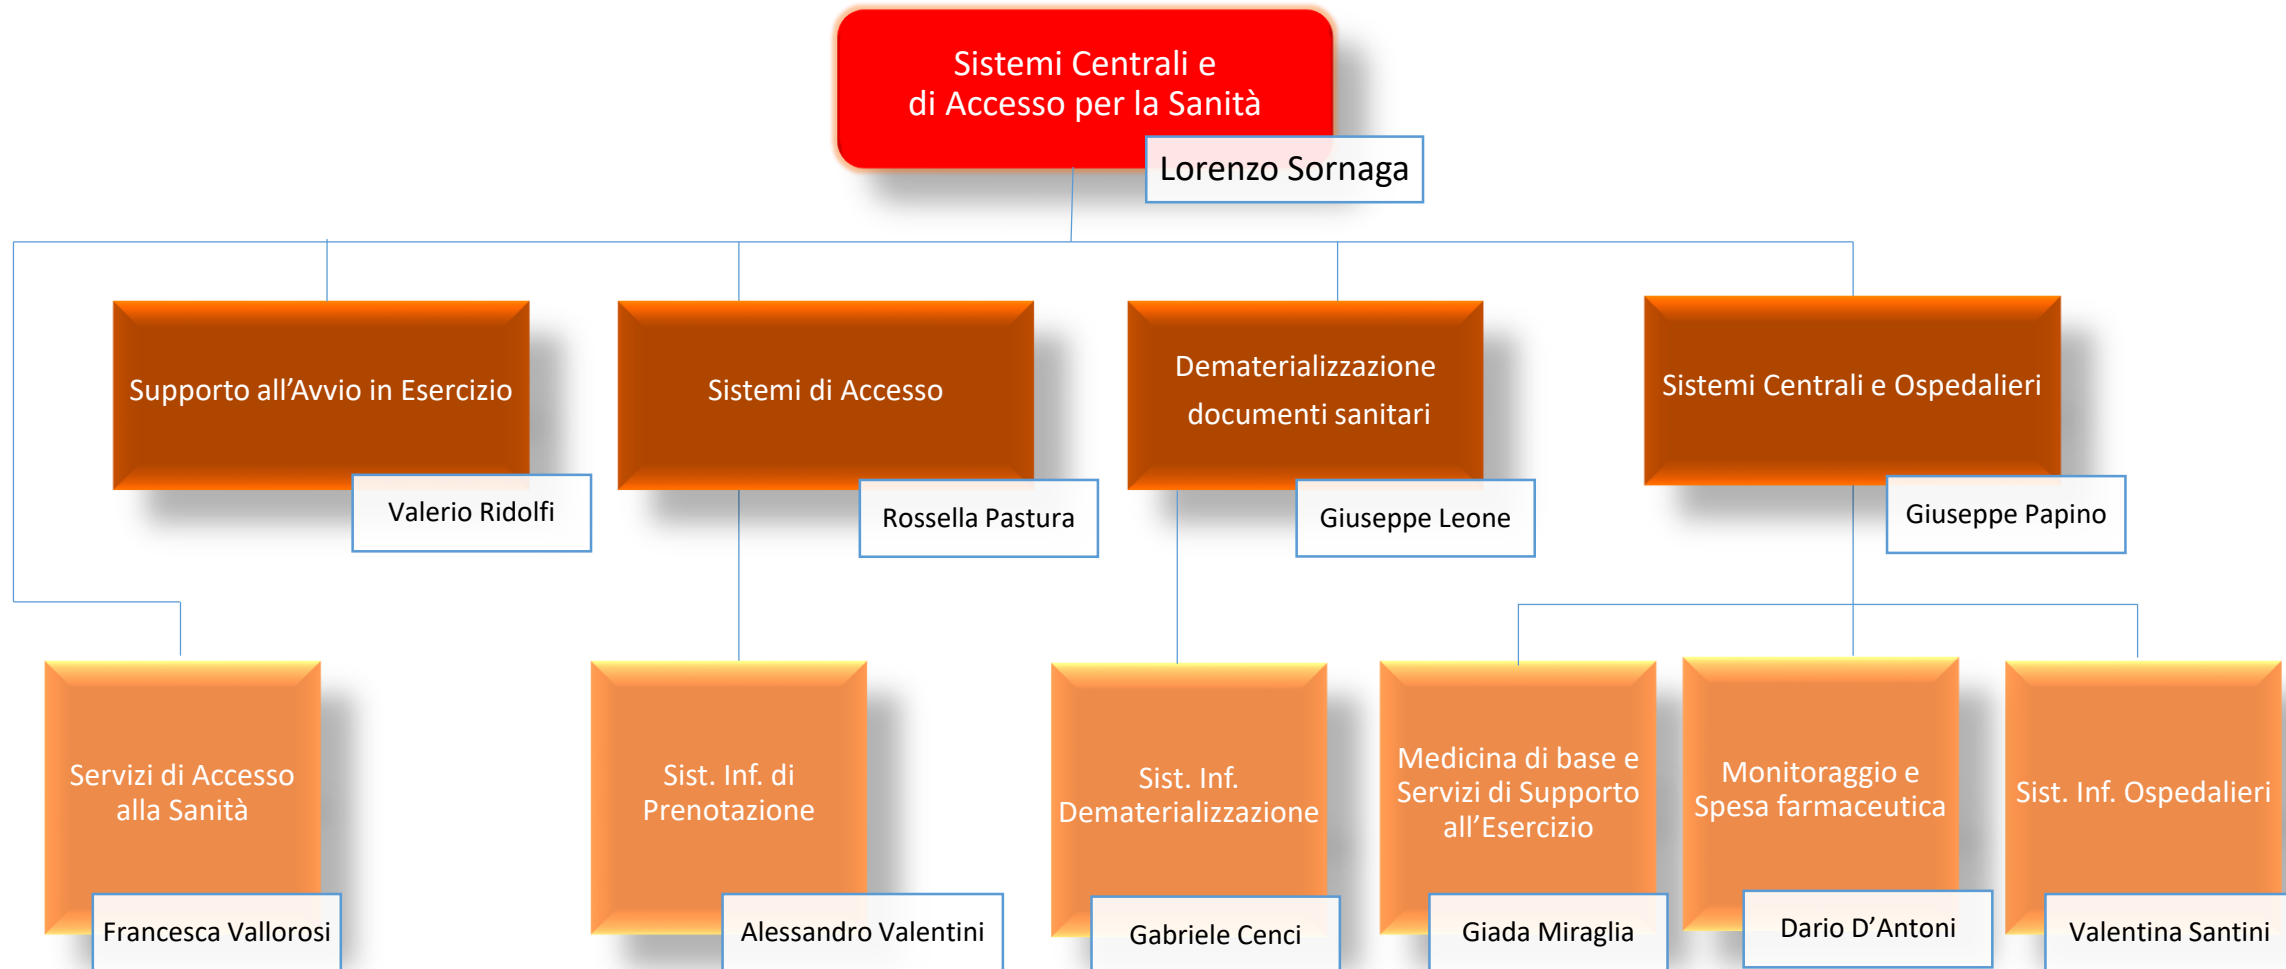 Sistemi Centrali e
di Accesso per la Sanità
Lorenzo Sornaga
Supporto all’Avvio in Esercizio
Valerio Ridolfi
Sistemi di Accesso
Rossella Pastura
Dematerializzazione
documenti sanitari
Giuseppe Leone
Sistemi Centrali e Ospedalieri
Giuseppe Papino
Servizi di Accesso
alla Sanità
Francesca Vallorosi
Sist. Inf. di
Prenotazione
Alessandro Valentini
Sist. Inf.
Dematerializzazione
Gabriele Cenci
Medicina di base e
Servizi di Supporto
all’Esercizio
Giada Miraglia
Monitoraggio e
Spesa farmaceutica
Dario D’Antoni
Sist. Inf. Ospedalieri
Valentina Santini